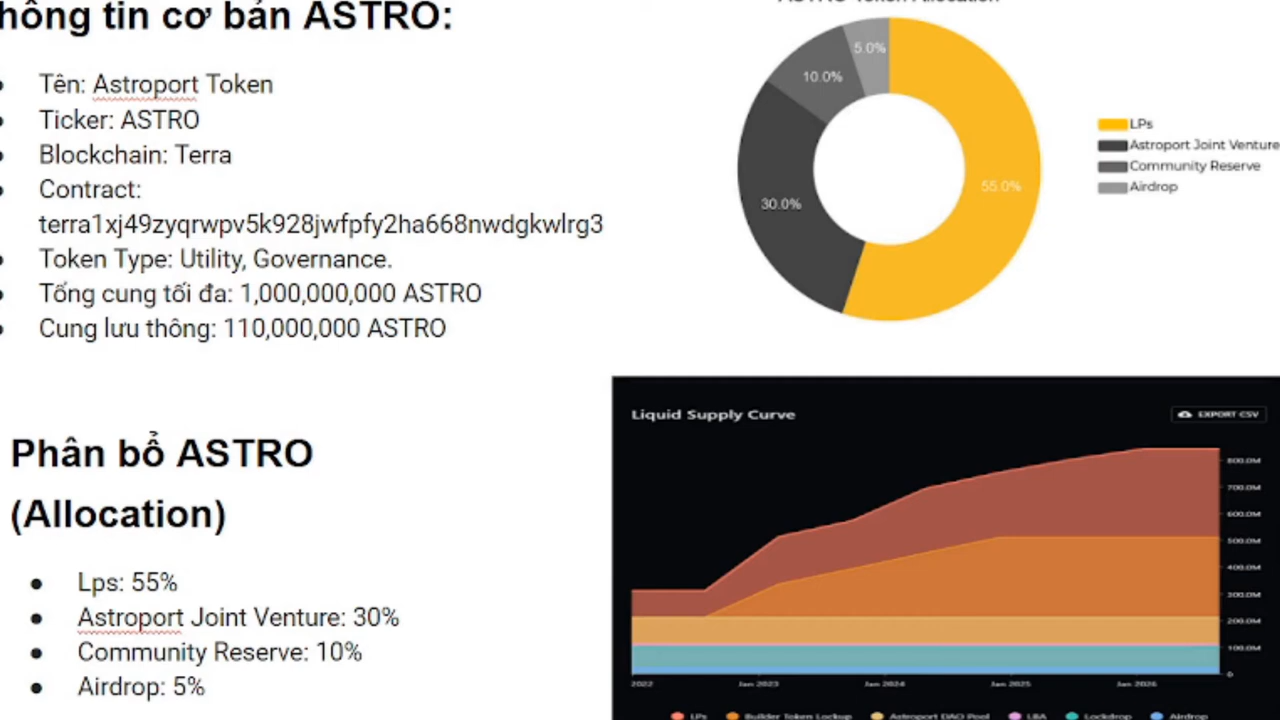 hông tin cơ bản ASTRO:
Tên: Astroport Token
Ticker: ASTRO
Blockchain: Terra
Contract:
terra1xj49zyqrwpv5k928jwfpfy2ha668nwdgkwlrg3
Token Type: Utility, Governance.
Tổng cung tối đa: 1,000,000,000 ASTRO
Cung lưu thông: 110,000,000 ASTRO
ASTRO Token Allocation
5.0%
10.0%
30.0%
55.0%
LPs
Astroport Joint Venture
Community Reserve
Airdrop
Phân bổ ASTRO
(Allocation)
Lps: 55%
Astroport Joint Venture: 30%
Community Reserve: 10%
Airdrop: 5%
Liquid Supply Curve
EXPORT CSV
800.0M
700.0M
600.0M
500.0M
400.0M
300.0M
200.0M
100.0M
0
2022 Jan 2023 Jan 2024 Jan 2025 Jan 2026
LPs Builder Token Lockup Astroport DAO Pool LBA Lockdrop Airdrop